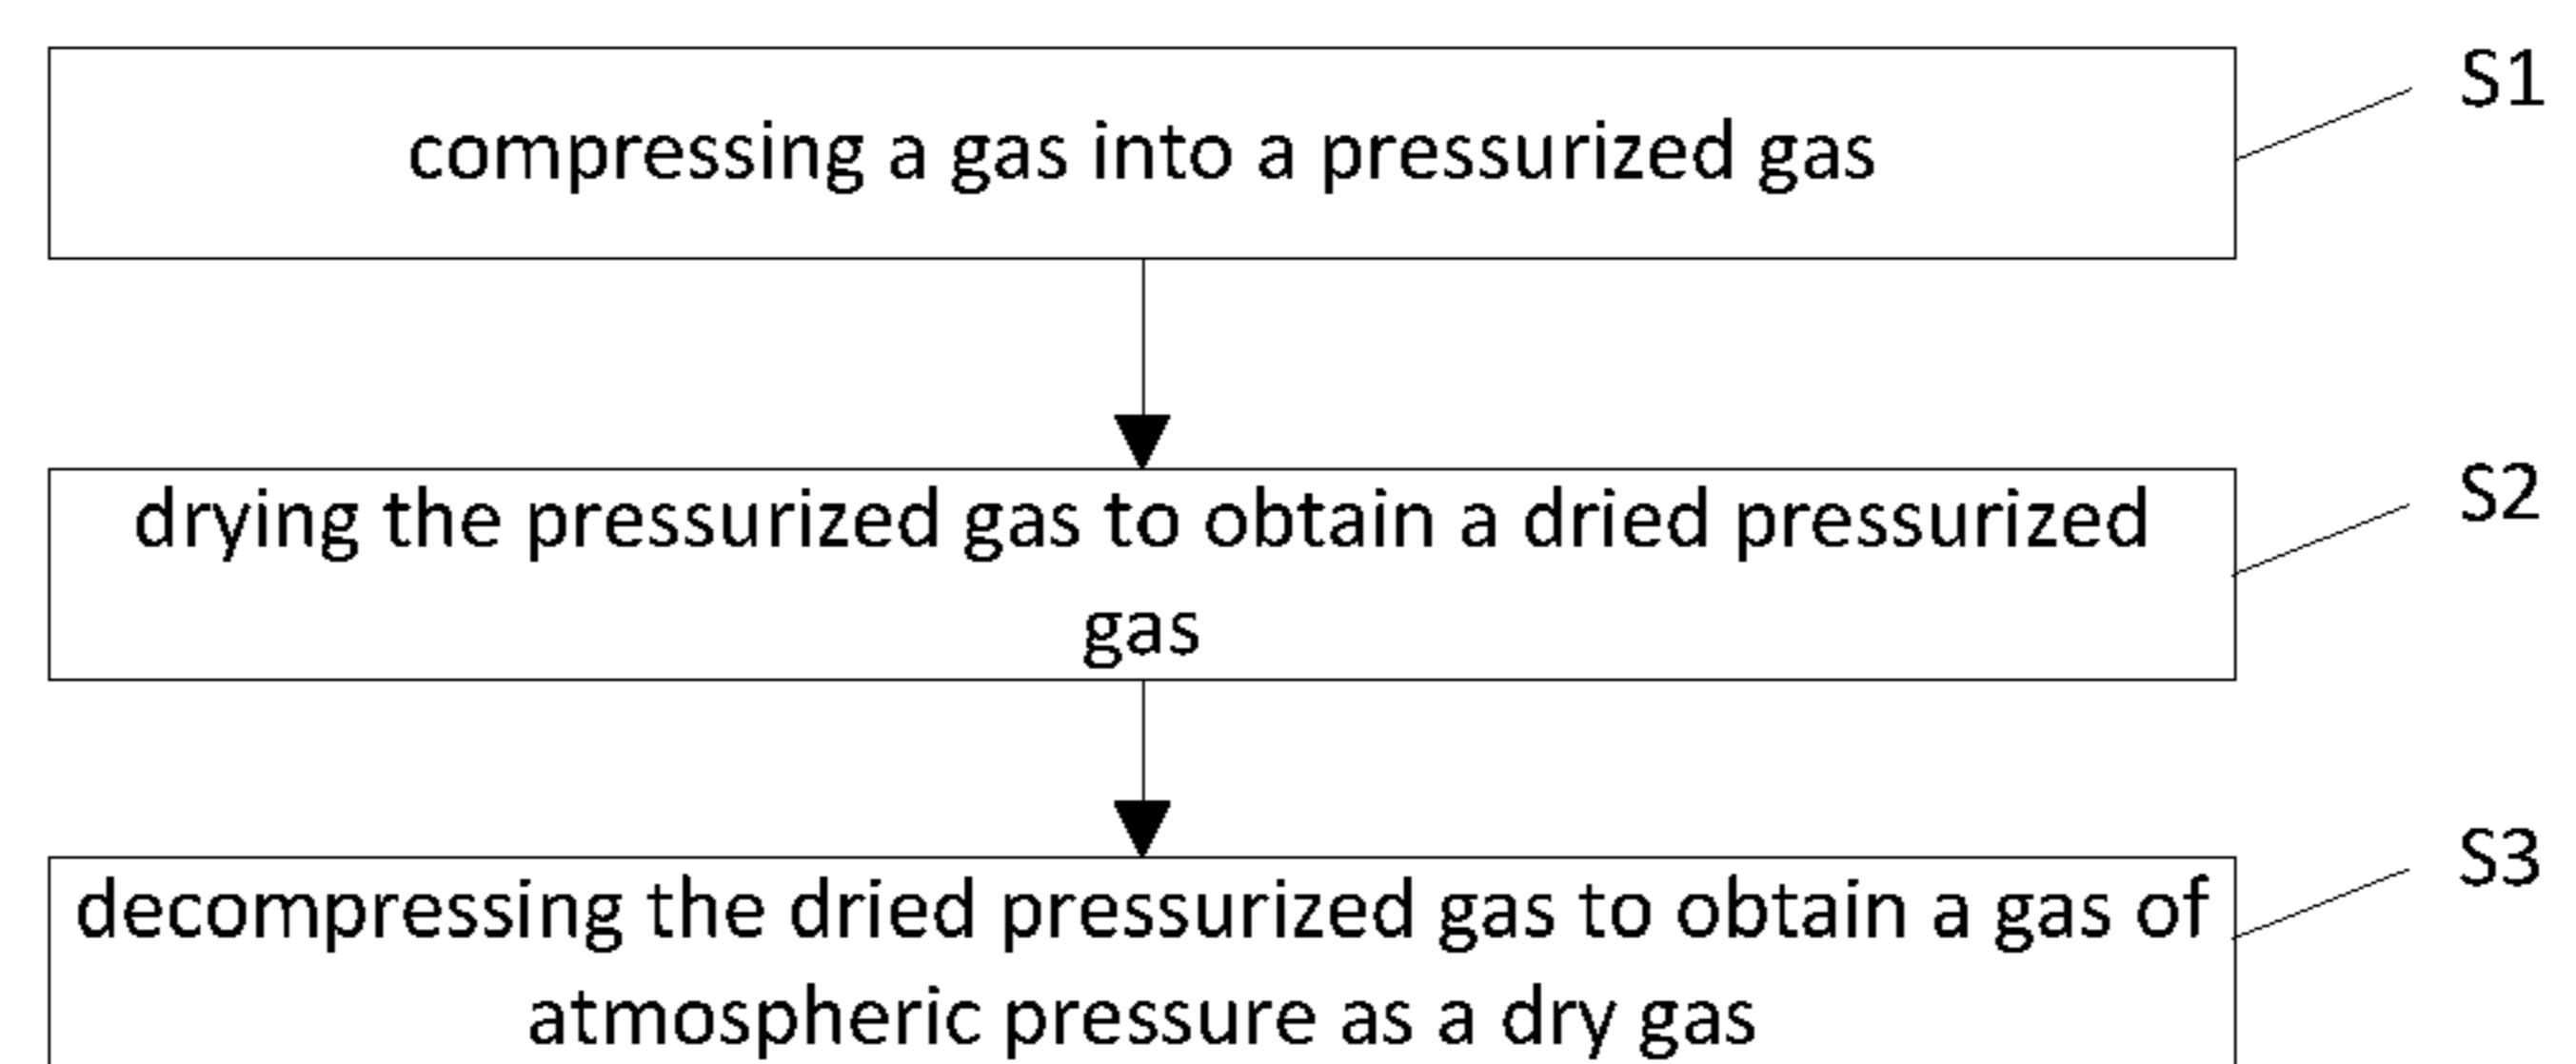 compressing a gas into a pressurized gas
S1
drying the pressurized gas to obtain a dried pressurized
gas
S2
decompressing the dried pressurized gas to obtain a gas of
atmospheric pressure as a dry gas
S3